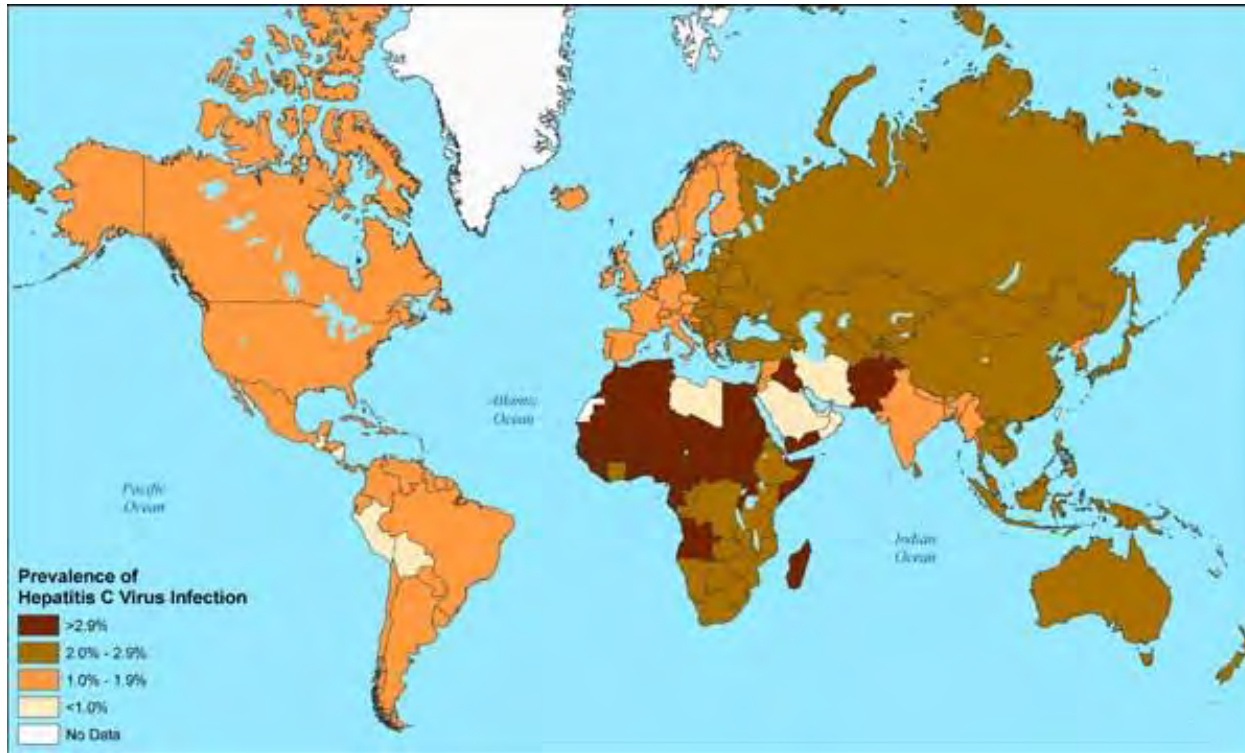 Atlantic
Ocean
Pacific
Ocean
Indian
Ocean
Prevalence of
Hepatitis C Virus Infection
>2.9%
2.0% - 2.9%
1.0% - 1.9%
<1.0%
No Data